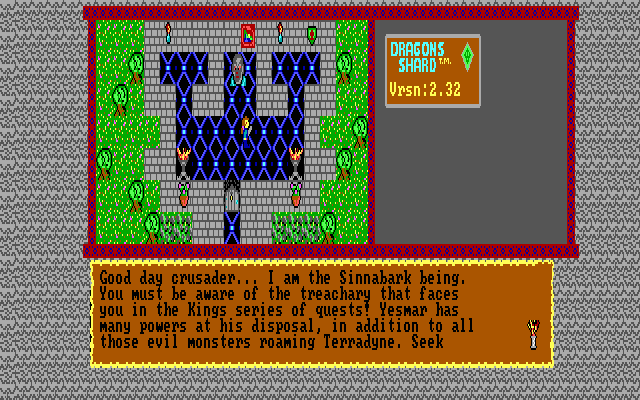 DRAGONS
SHARD™.
Vrsn:2.32
Good day crusader... I am the Sinnabark being.
You must be aware of the treachary that faces
you in the Kings series of quests! Yesmar has
many powers at his disposal, in addition to all
those evil monsters roaming Terradyne. Seek